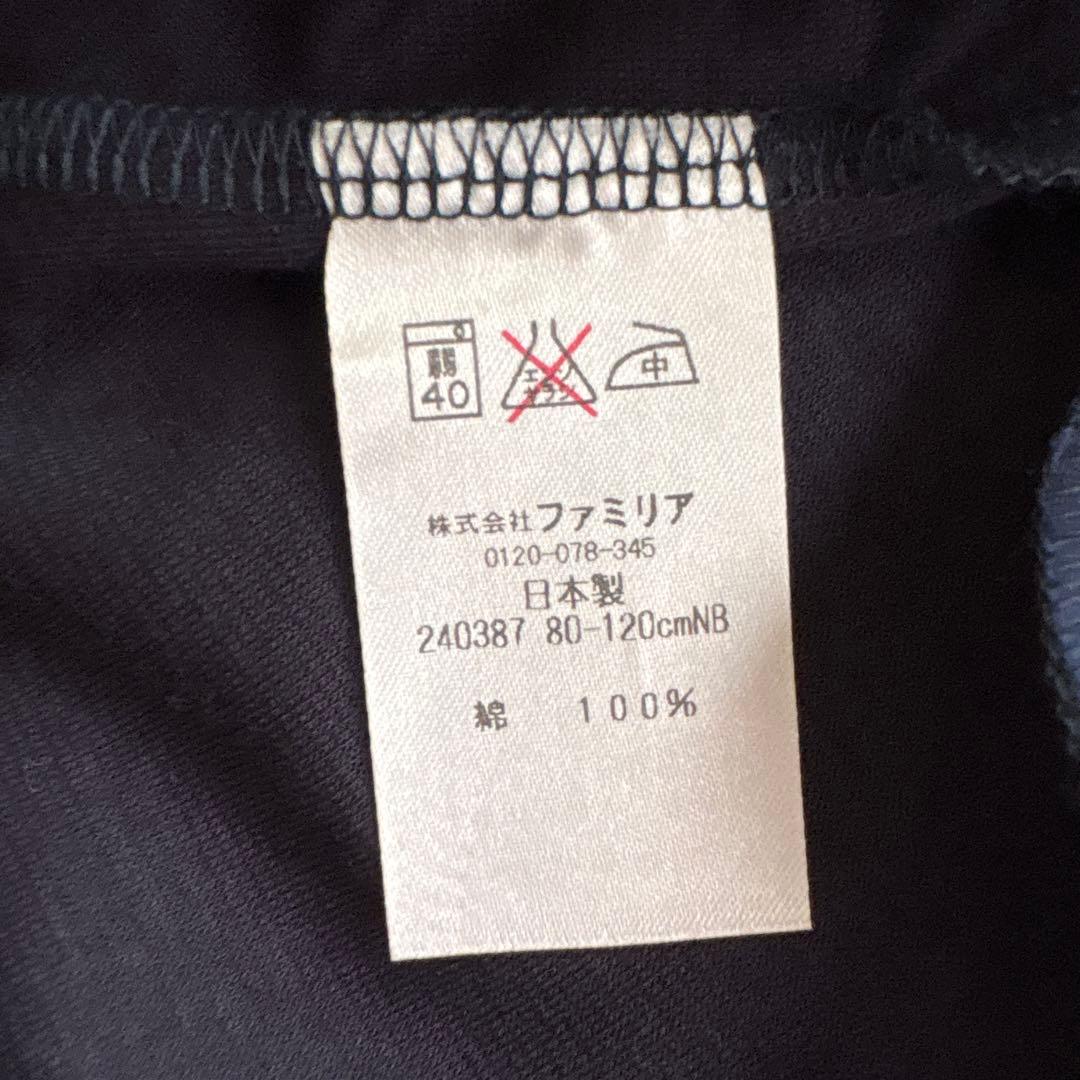 弱 40
エンソ
サラシ
中
株式会社ファミリア
0120-078-345
日本製
240387 80-120cmNB
綿 100%